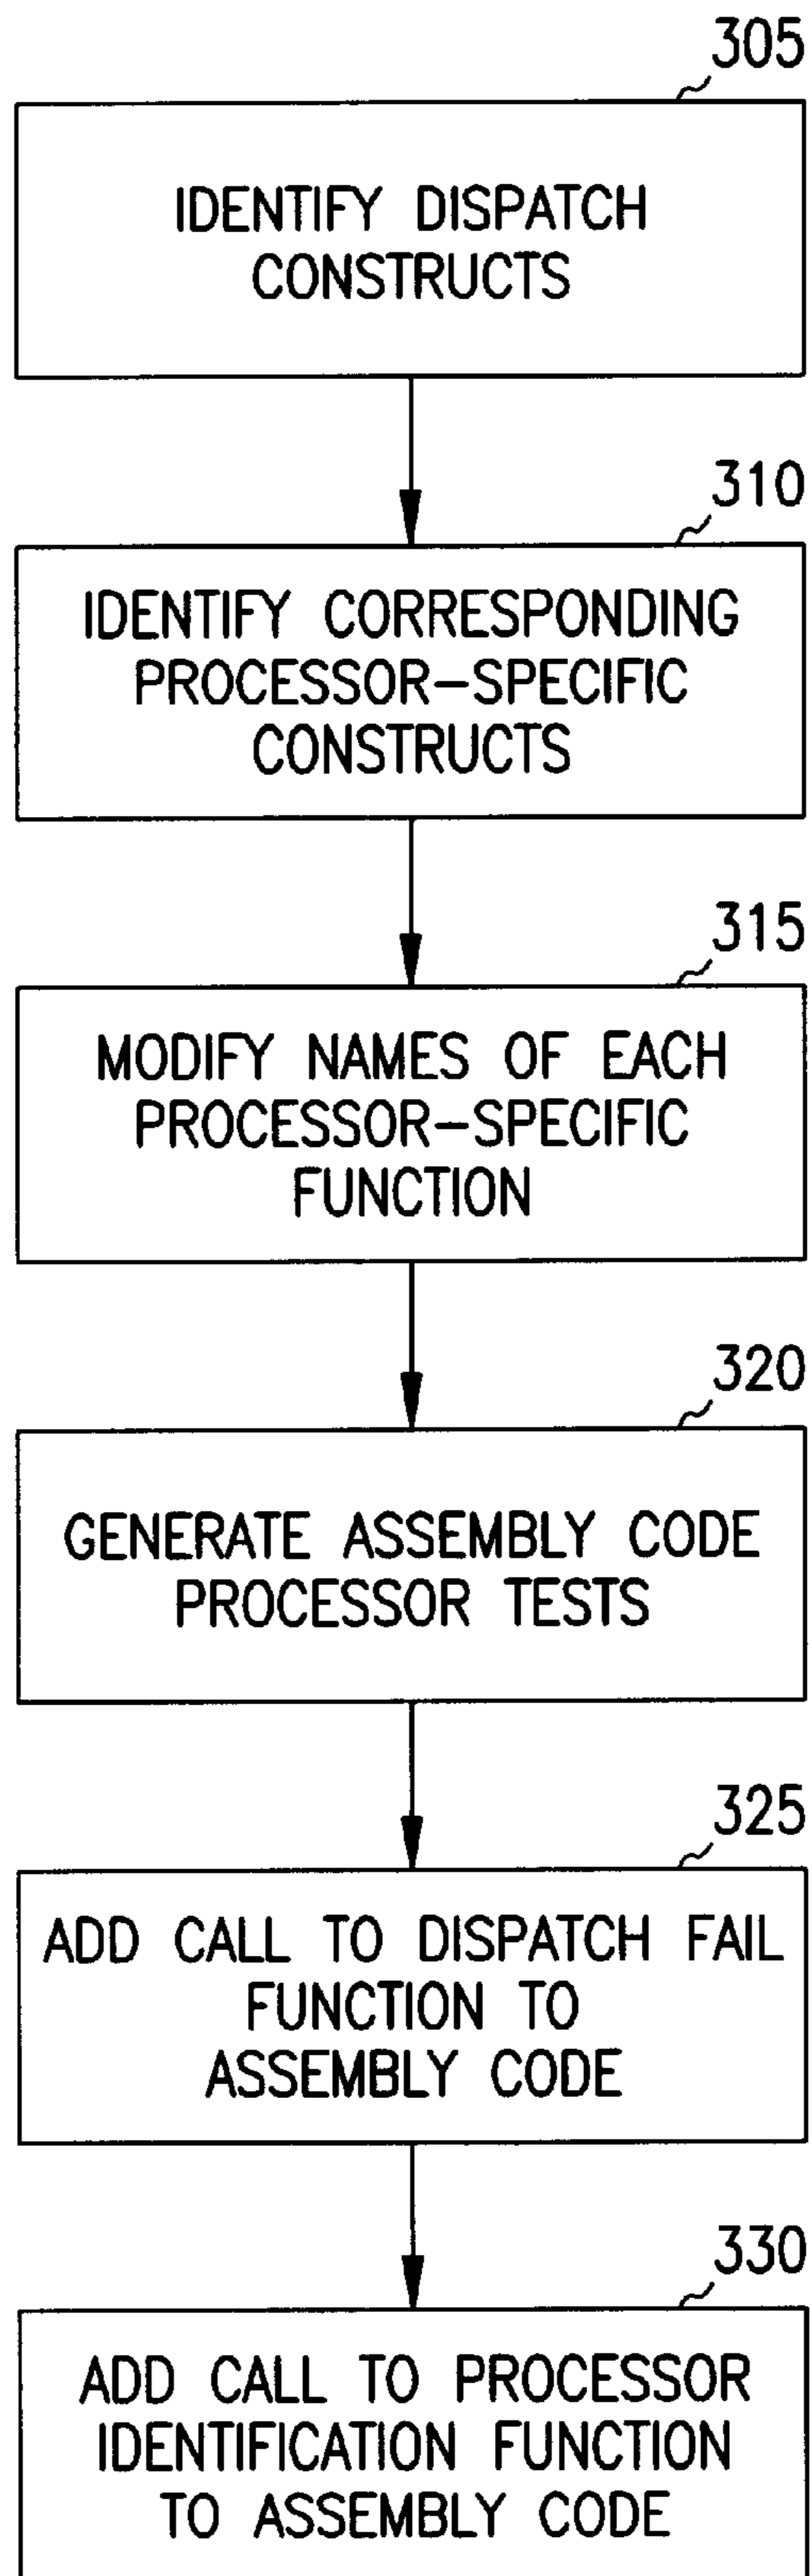 305
IDENTIFY DISPATCH
CONSTRUCTS
310
IDENTIFY CORRESPONDING
PROCESSOR-SPECIFIC
CONSTRUCTS
315
MODIFY NAMES OF EACH
PROCESSOR-SPECIFIC
FUNCTION
320
GENERATE ASSEMBLY CODE
PROCESSOR TESTS
325
ADD CALL TO DISPATCH FAIL
FUNCTION TO
ASSEMBLY CODE
330
ADD CALL TO PROCESSOR
IDENTIFICATION FUNCTION
TO ASSEMBLY CODE